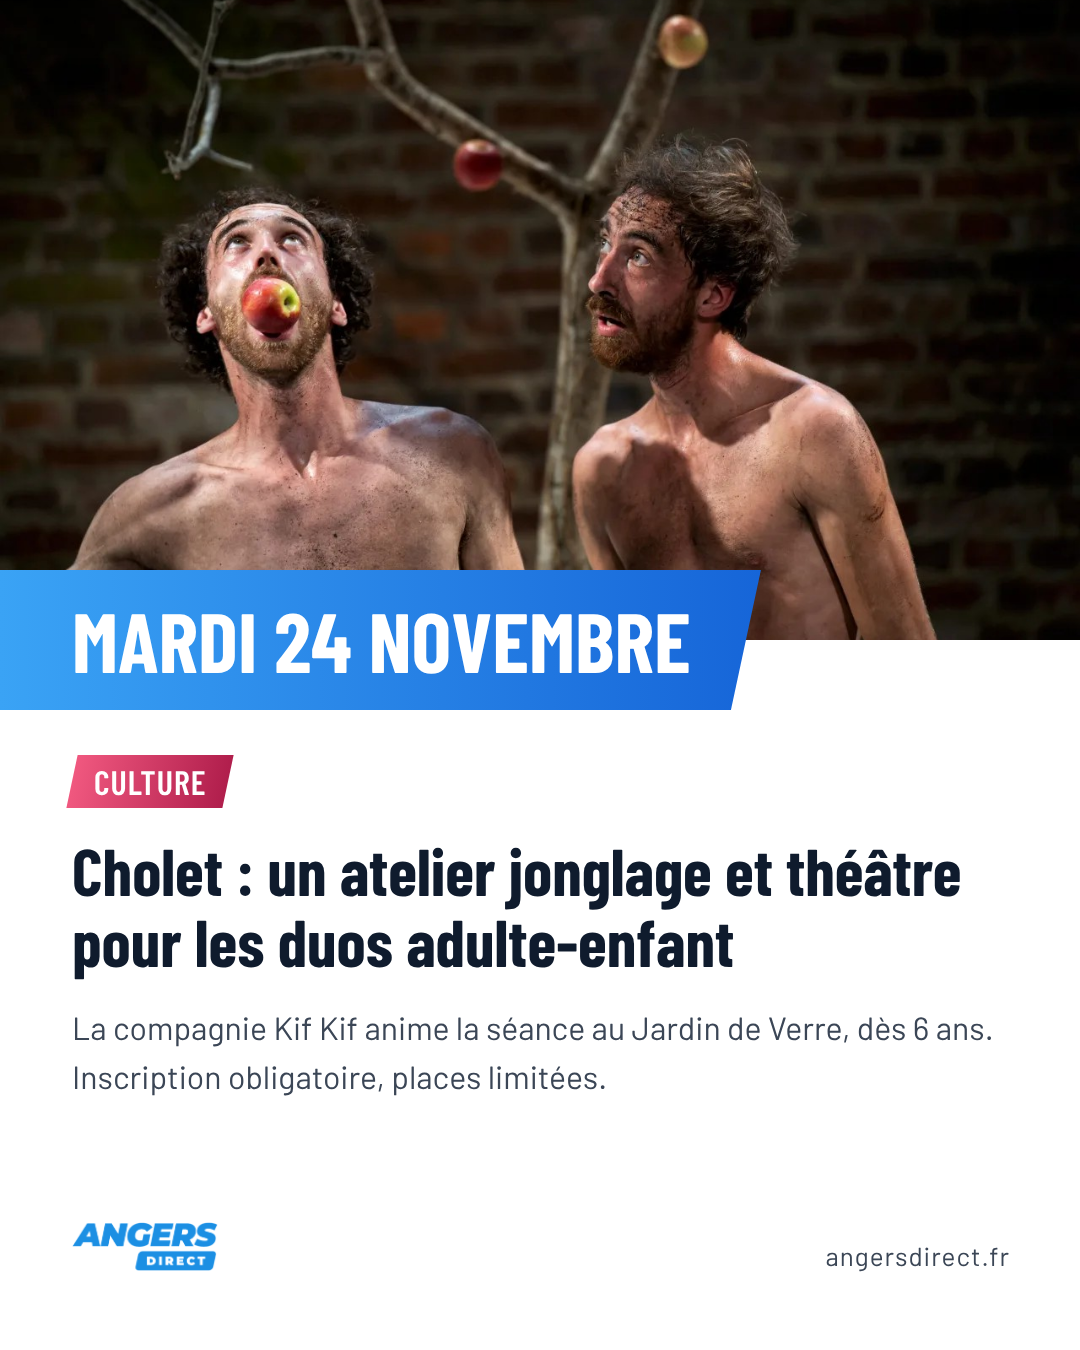 MARDI 24 NOVEMBRE
CULTURE
Cholet : un atelier jonglage et théâtre
pour les duos adulte-enfant
La compagnie Kif Kif anime la séance au Jardin de Verre, dès 6 ans.
Inscription obligatoire, places limitées.
ANGERS
DIRECT
angersdirect.fr